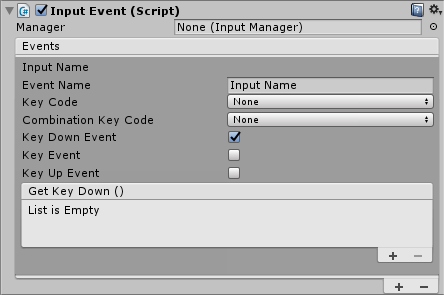 Input Event (Script)
Manager None (Input Manager)
Events
Input Name
Event Name Input Name
Key Code None
Combination Key Code None
Key Down Event
Key Event
Key Up Event
Get Key Down ()
List is Empty
+ −
+ −